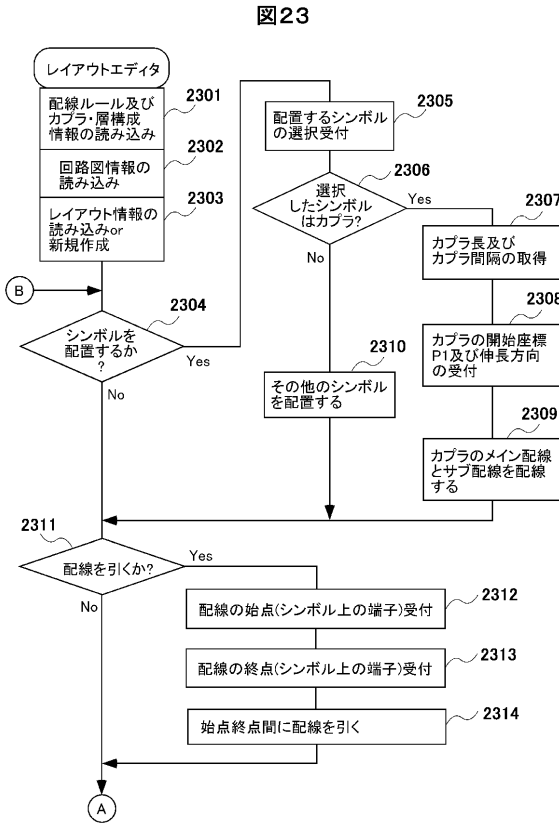 図23
レイアウトエディタ
配線ルール及び
カプラ・層構成
情報の読み込み
2301
回路図情報の
読み込み
2302
レイアウト情報の
読み込みor
新規作成
2303
B
シンボルを
配置するか
?
2304
Yes
No
配置するシンボル
の選択受付
2305
選択
したシンボル
はカプラ?
2306
Yes
No
カプラ長及び
カプラ間隔の取得
2307
カプラの開始座標
P1及び伸長方向
の受付
2308
カプラのメイン配線
とサブ配線を配線
する
2309
その他のシンボル
を配置する
2310
配線を引くか?
2311
Yes
No
配線の始点(シンボル上の端子)受付
2312
配線の終点(シンボル上の端子)受付
2313
始点終点間に配線を引く
2314
A